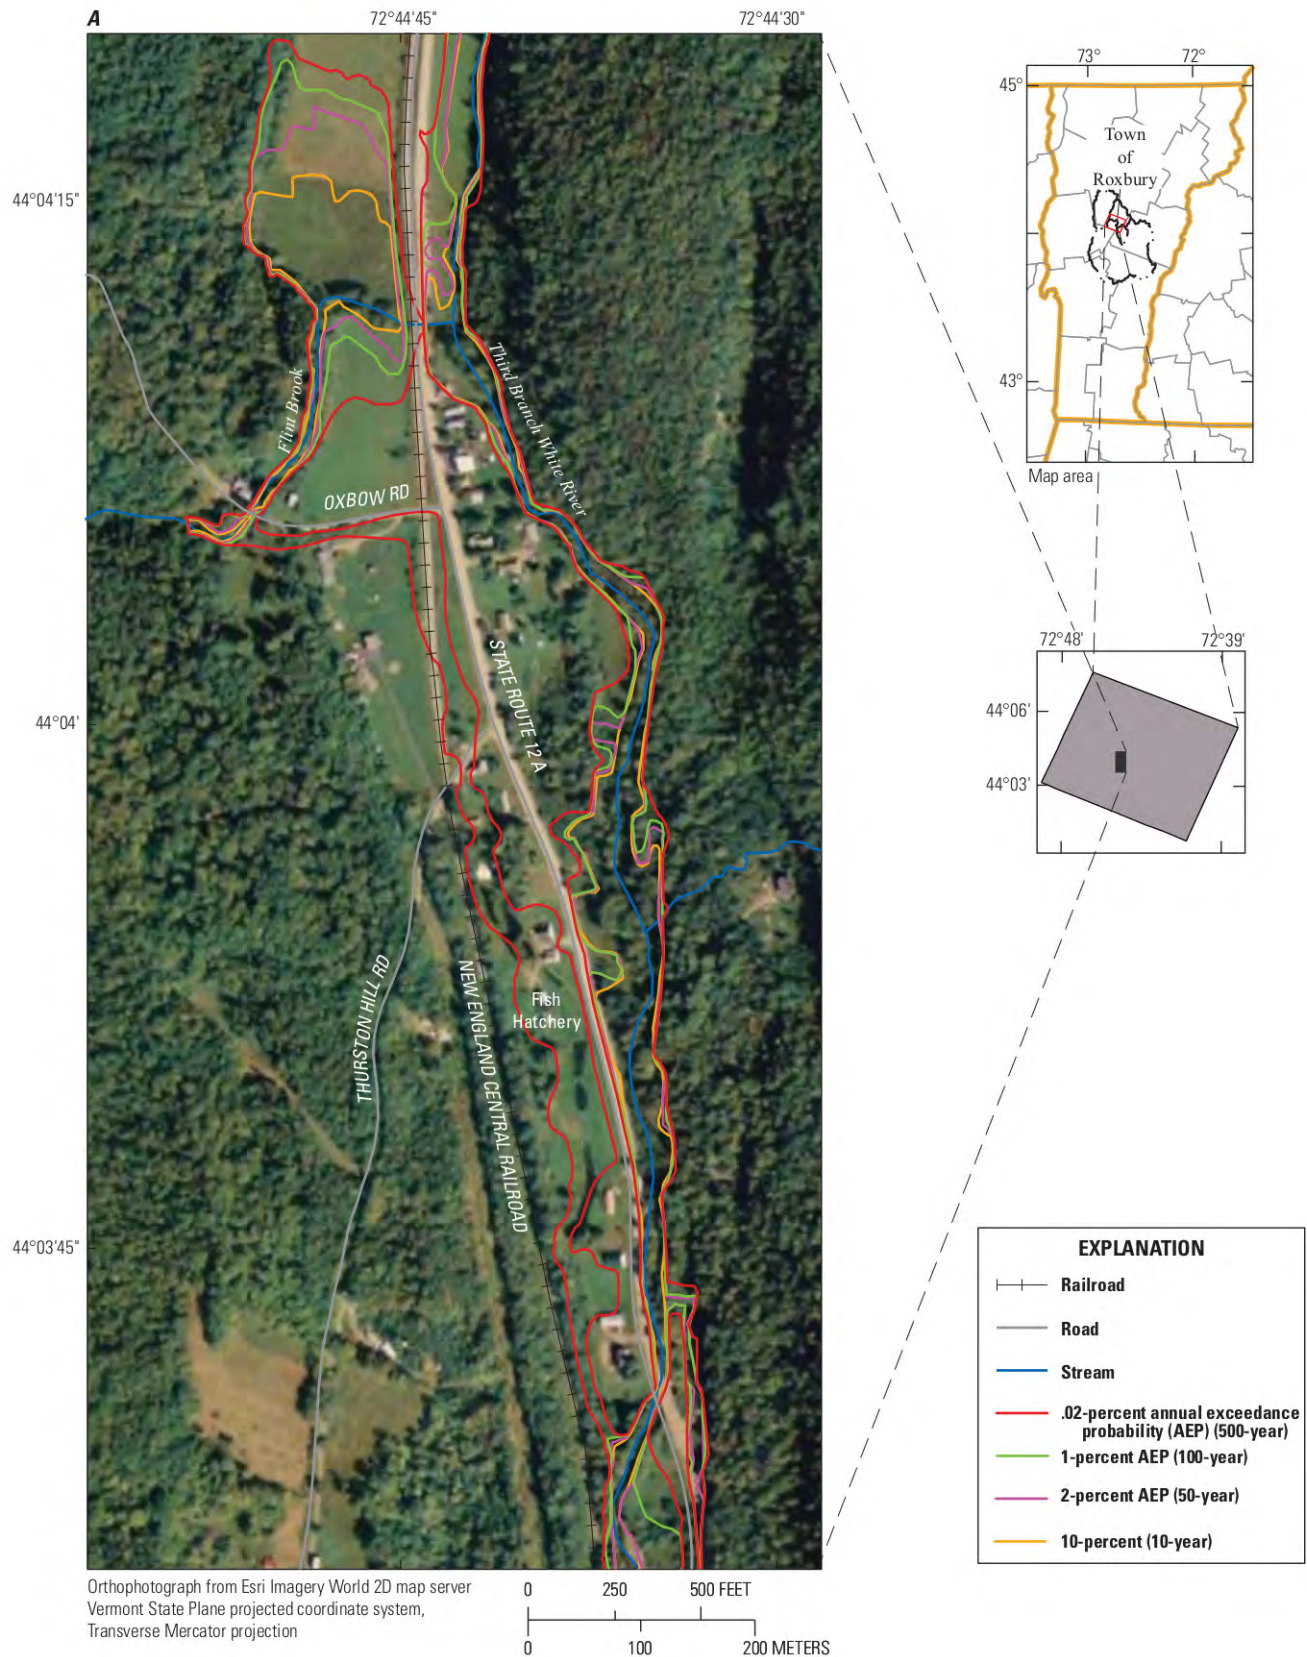 A
72°44'45"
72°44'30"
44°04'15"
44°04'
44°03'45"
Flint Brook
Third Branch White River
OXBOW RD
STATE ROUTE 12 A
THURSTON HILL RD
NEW ENGLAND CENTRAL RAILROAD
Fish
Hatchery
73°
72°
45°
43°
Town
of
Roxbury
Map area
72°48'
72°39'
44°06'
44°03'
EXPLANATION
Railroad
Road
Stream
.02-percent annual exceedance
probability (AEP) (500-year)
1-percent AEP (100-year)
2-percent AEP (50-year)
10-percent (10-year)
Orthophotograph from Esri Imagery World 2D map server
Vermont State Plane projected coordinate system,
Transverse Mercator projection
0 250 500 FEET
0 100 200 METERS